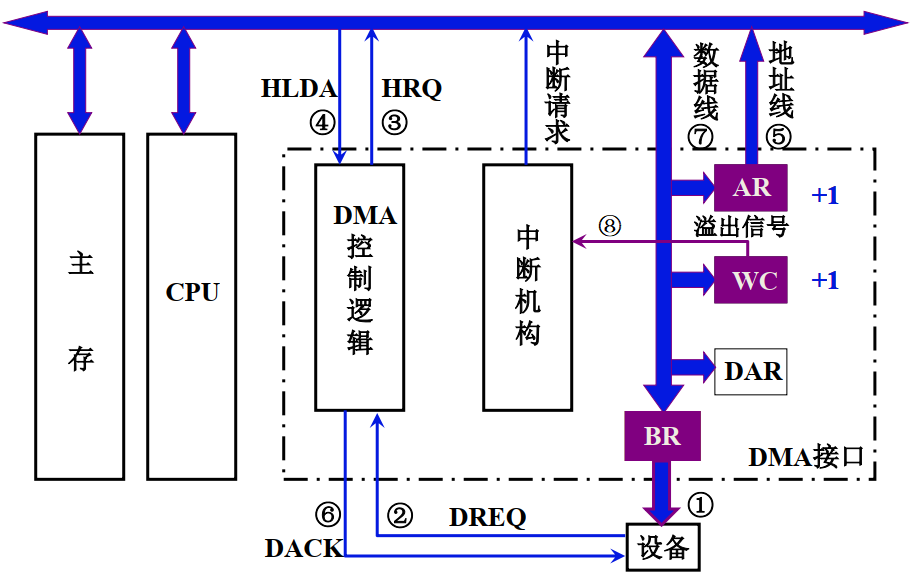 HLDA
④
HRQ
③
中断请求
数据线
⑦
地址线
⑤
主存
CPU
DMA
控制逻辑
中断机构
⑧
AR
+1
溢出信号
WC
+1
DAR
BR
DMA接口
⑥
DACK
②
DREQ
①
设备